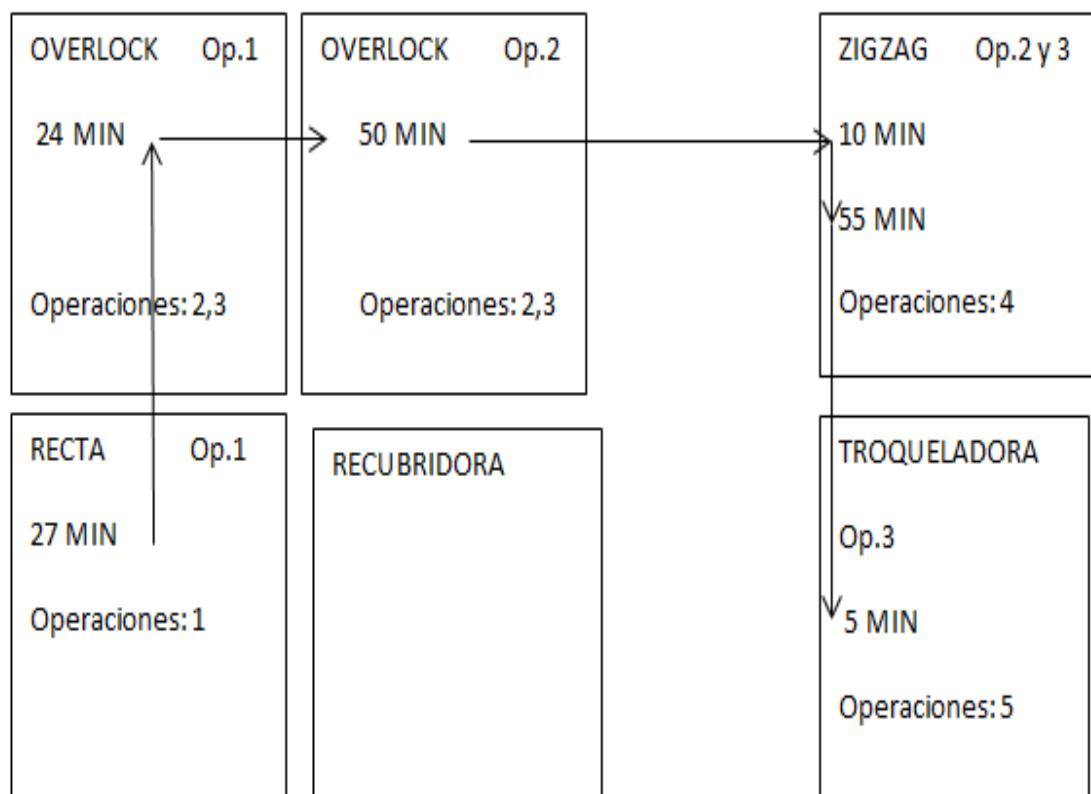 OVERLOCK Op.1
24 MIN
Operaciones: 2,3
OVERLOCK Op.2
50 MIN
Operaciones: 2,3
ZIGZAG Op.2 y 3
10 MIN
55 MIN
Operaciones: 4
RECTA Op.1
27 MIN
Operaciones: 1
RECUBRIDORA
TROQUELADORA
Op.3
5 MIN
Operaciones: 5